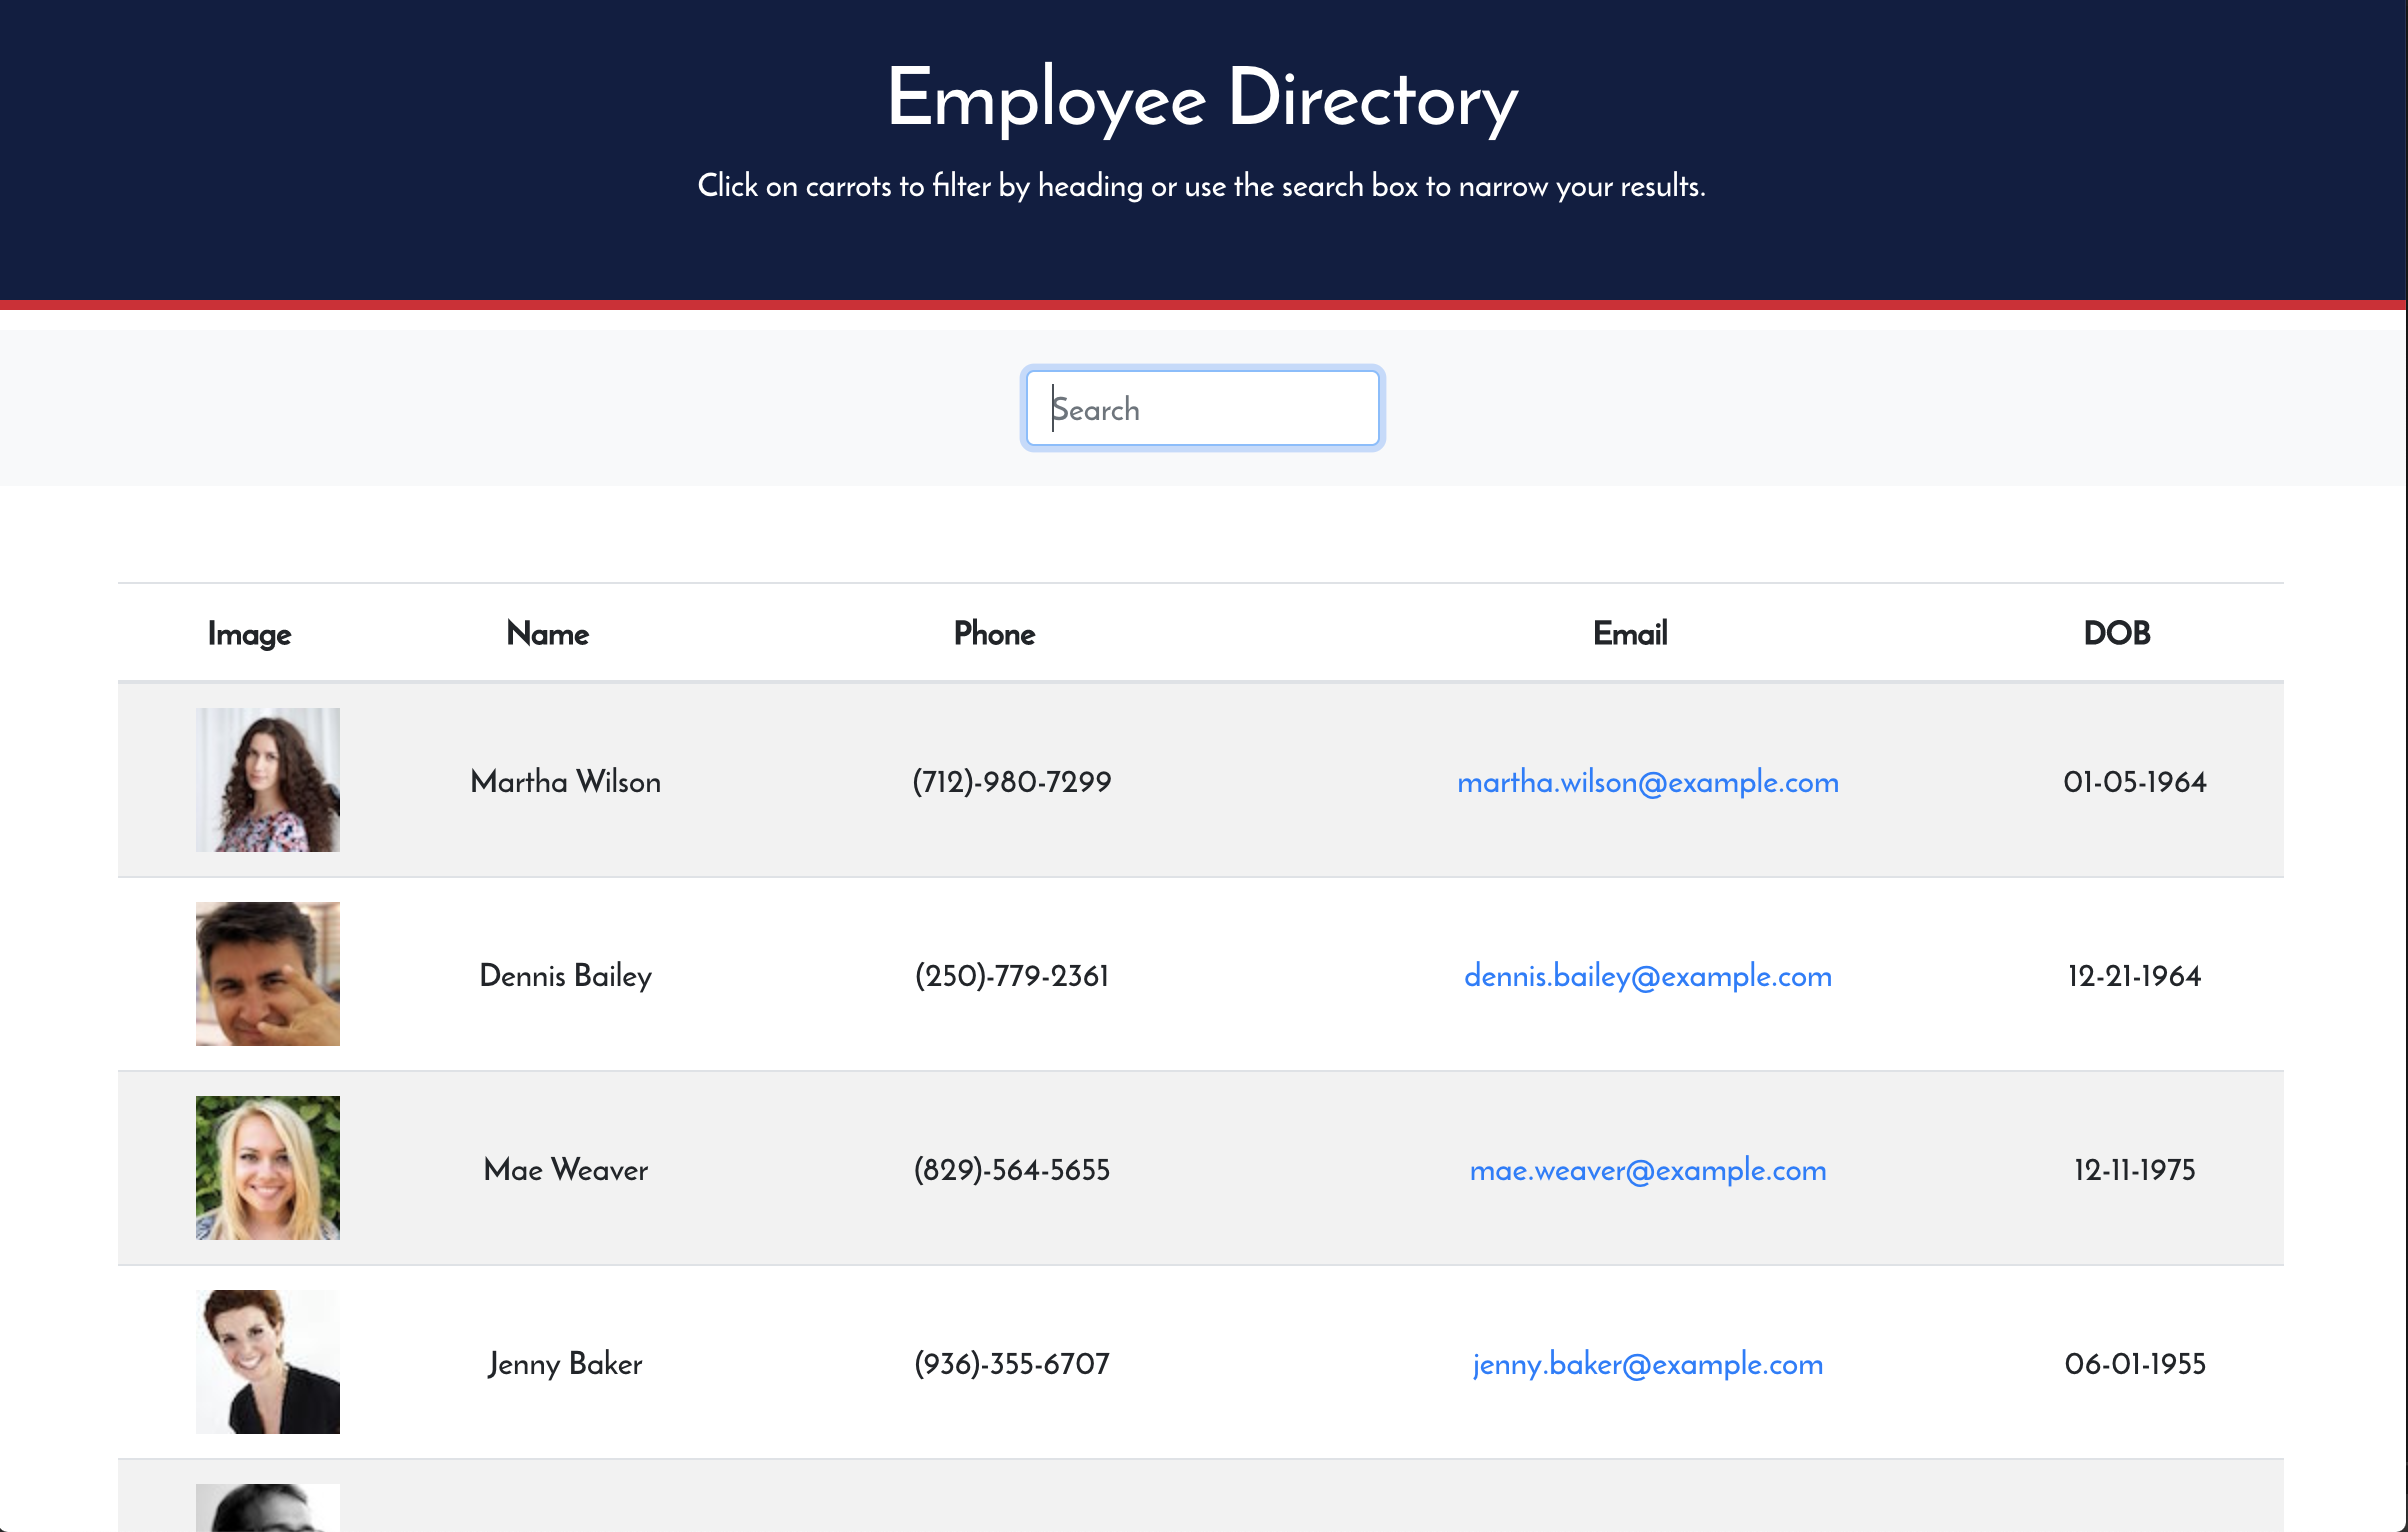 Employee Directory
Click on carrots to filter by heading or use the search box to narrow your results.
Search
Image Name Phone Email DOB
Martha Wilson (712)-980-7299 martha.wilson@example.com 01-05-1964
Dennis Bailey (250)-779-2361 dennis.bailey@example.com 12-21-1964
Mae Weaver (829)-564-5655 mae.weaver@example.com 12-11-1975
Jenny Baker (936)-355-6707 jenny.baker@example.com 06-01-1955